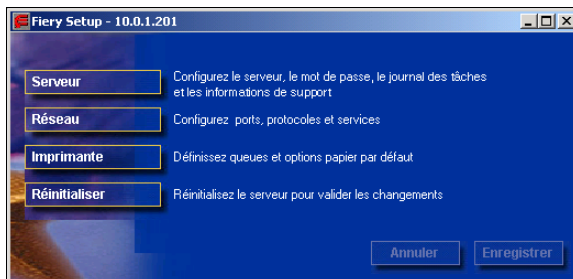 Fiery Setup - 10.0.1.201
Serveur
Configurez le serveur, le mot de passe, le journal des tâches
et les informations de support
Réseau
Configurez ports, protocoles et services
Imprimante
Définissez queues et options papier par défaut
Réinitialiser
Réinitialisez le serveur pour valider les changements
Annuler
Enregistrer